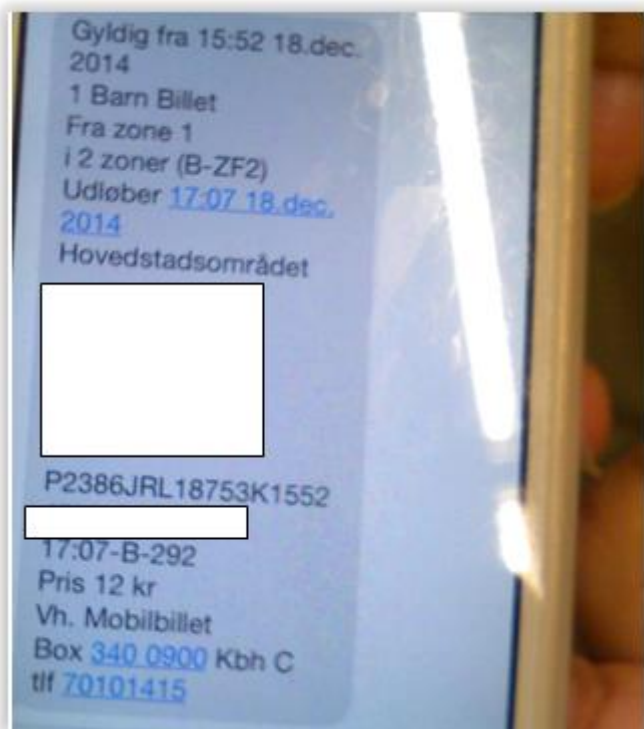 Gyldig fra 15:52 18.dec.
2014
1 Barn Billet
Fra zone 1
i 2 zoner (B-ZF2)
Udløber 17:07 18.dec.
2014
Hovedstadsområdet
P2386JRL18753K1552
17:07-B-292
Pris 12 kr
Vh. Mobilbillet
Box 340 0900 Kbh C
tlf 70101415